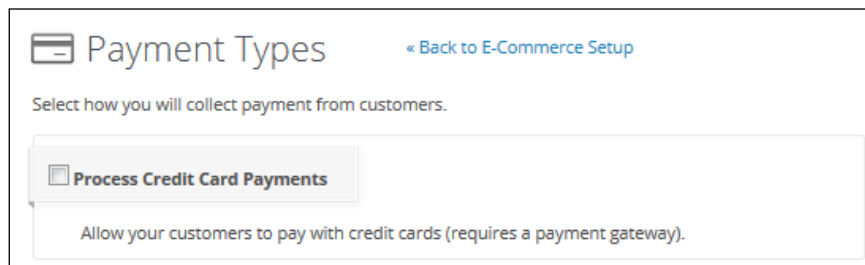 Payment Types
« Back to E-Commerce Setup
Select how you will collect payment from customers.
Process Credit Card Payments
Allow your customers to pay with credit cards (requires a payment gateway).